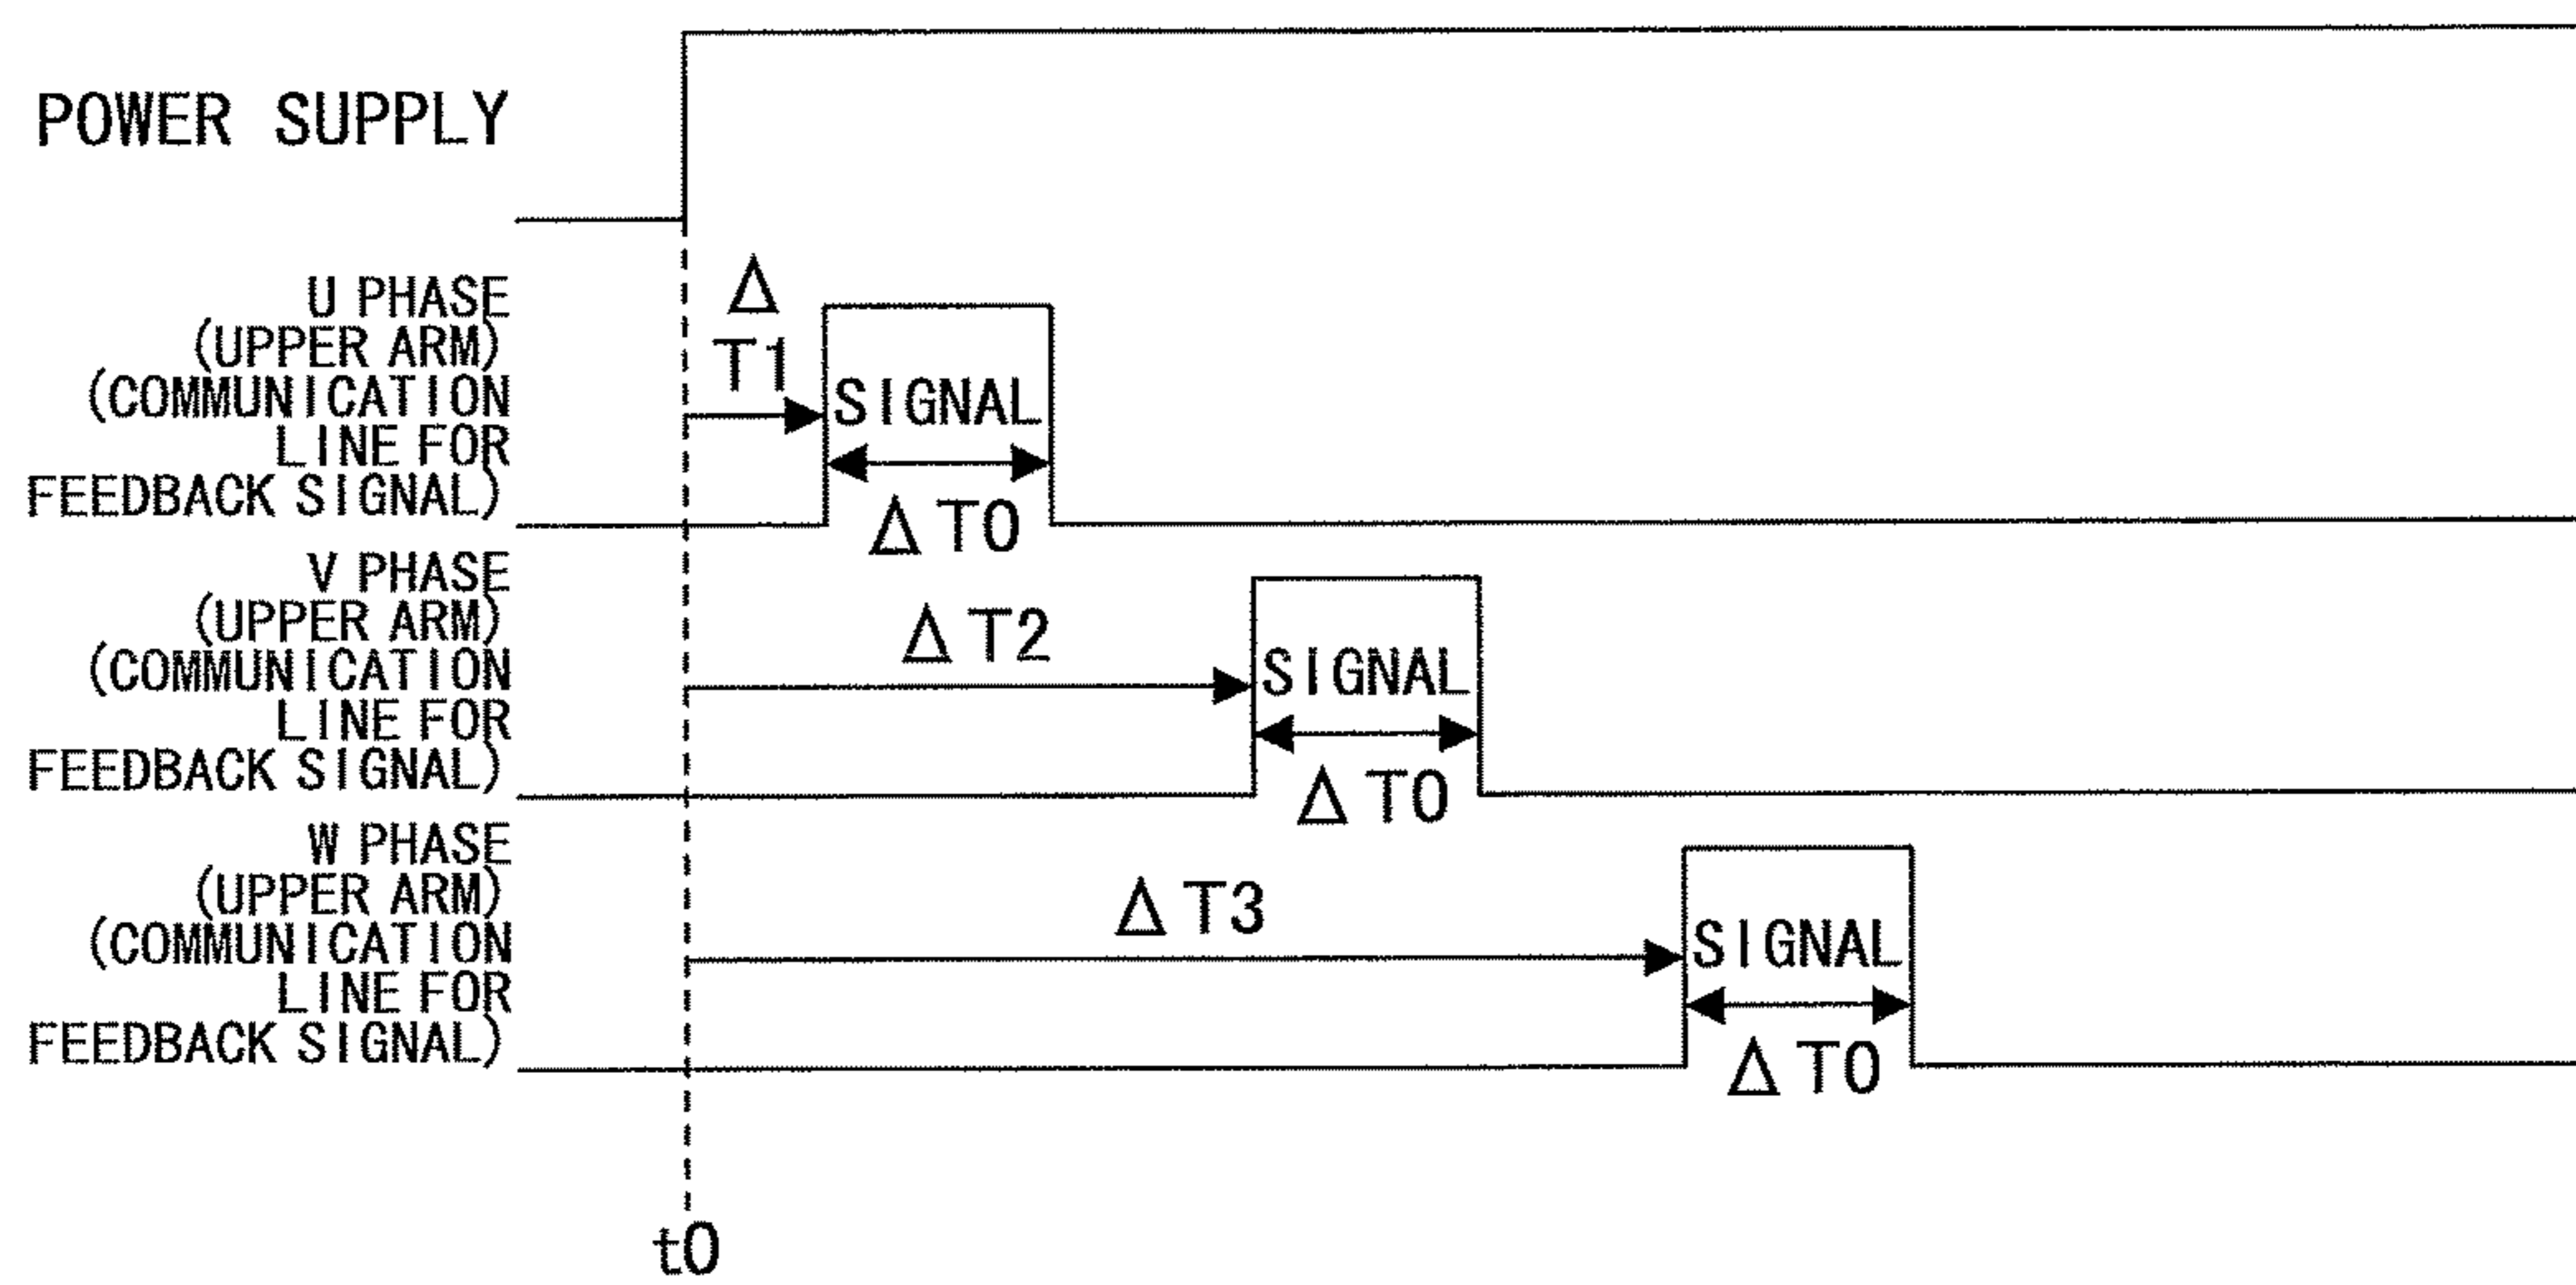 POWER SUPPLY
U PHASE
(UPPER ARM)
(COMMUNICATION
LINE FOR
FEEDBACK SIGNAL)
Δ
T1
SIGNAL
ΔT0
V PHASE
(UPPER ARM)
(COMMUNICATION
LINE FOR
FEEDBACK SIGNAL)
ΔT2
SIGNAL
ΔT0
W PHASE
(UPPER ARM)
(COMMUNICATION
LINE FOR
FEEDBACK SIGNAL)
ΔT3
SIGNAL
ΔT0
t0